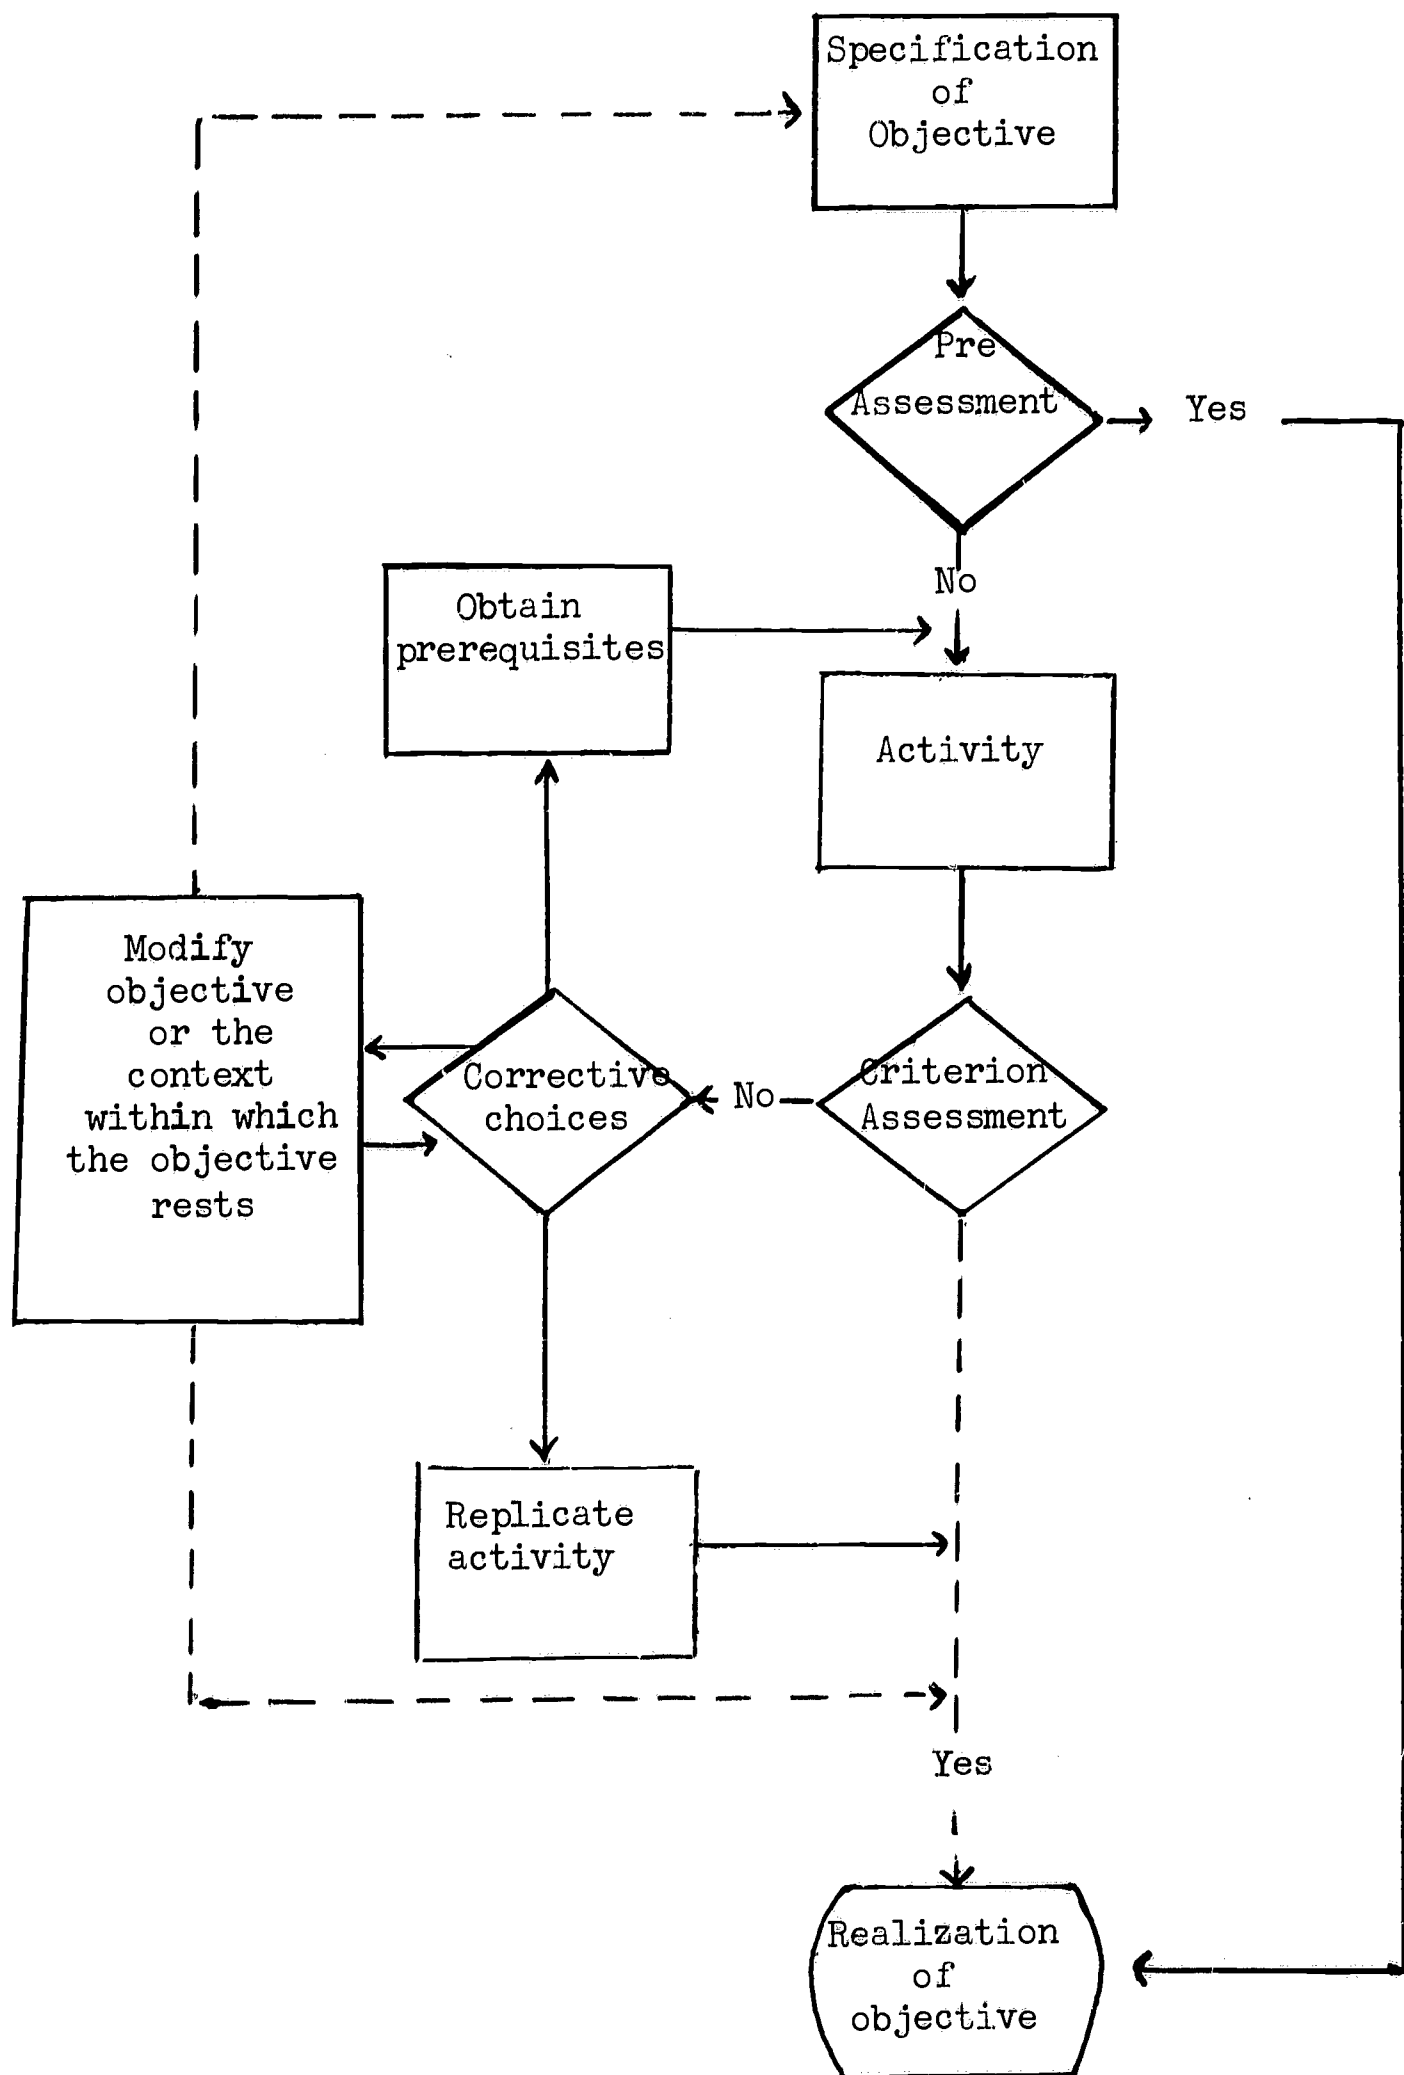 Specification
of
Objective
Pre
Assessment
Yes
No
Obtain
prerequisites
Activity
Modify
objective
or the
context
within which
the objective
rests
Corrective
choices
No
Criterion
Assessment
Replicate
activity
Yes
Realization
of
objective